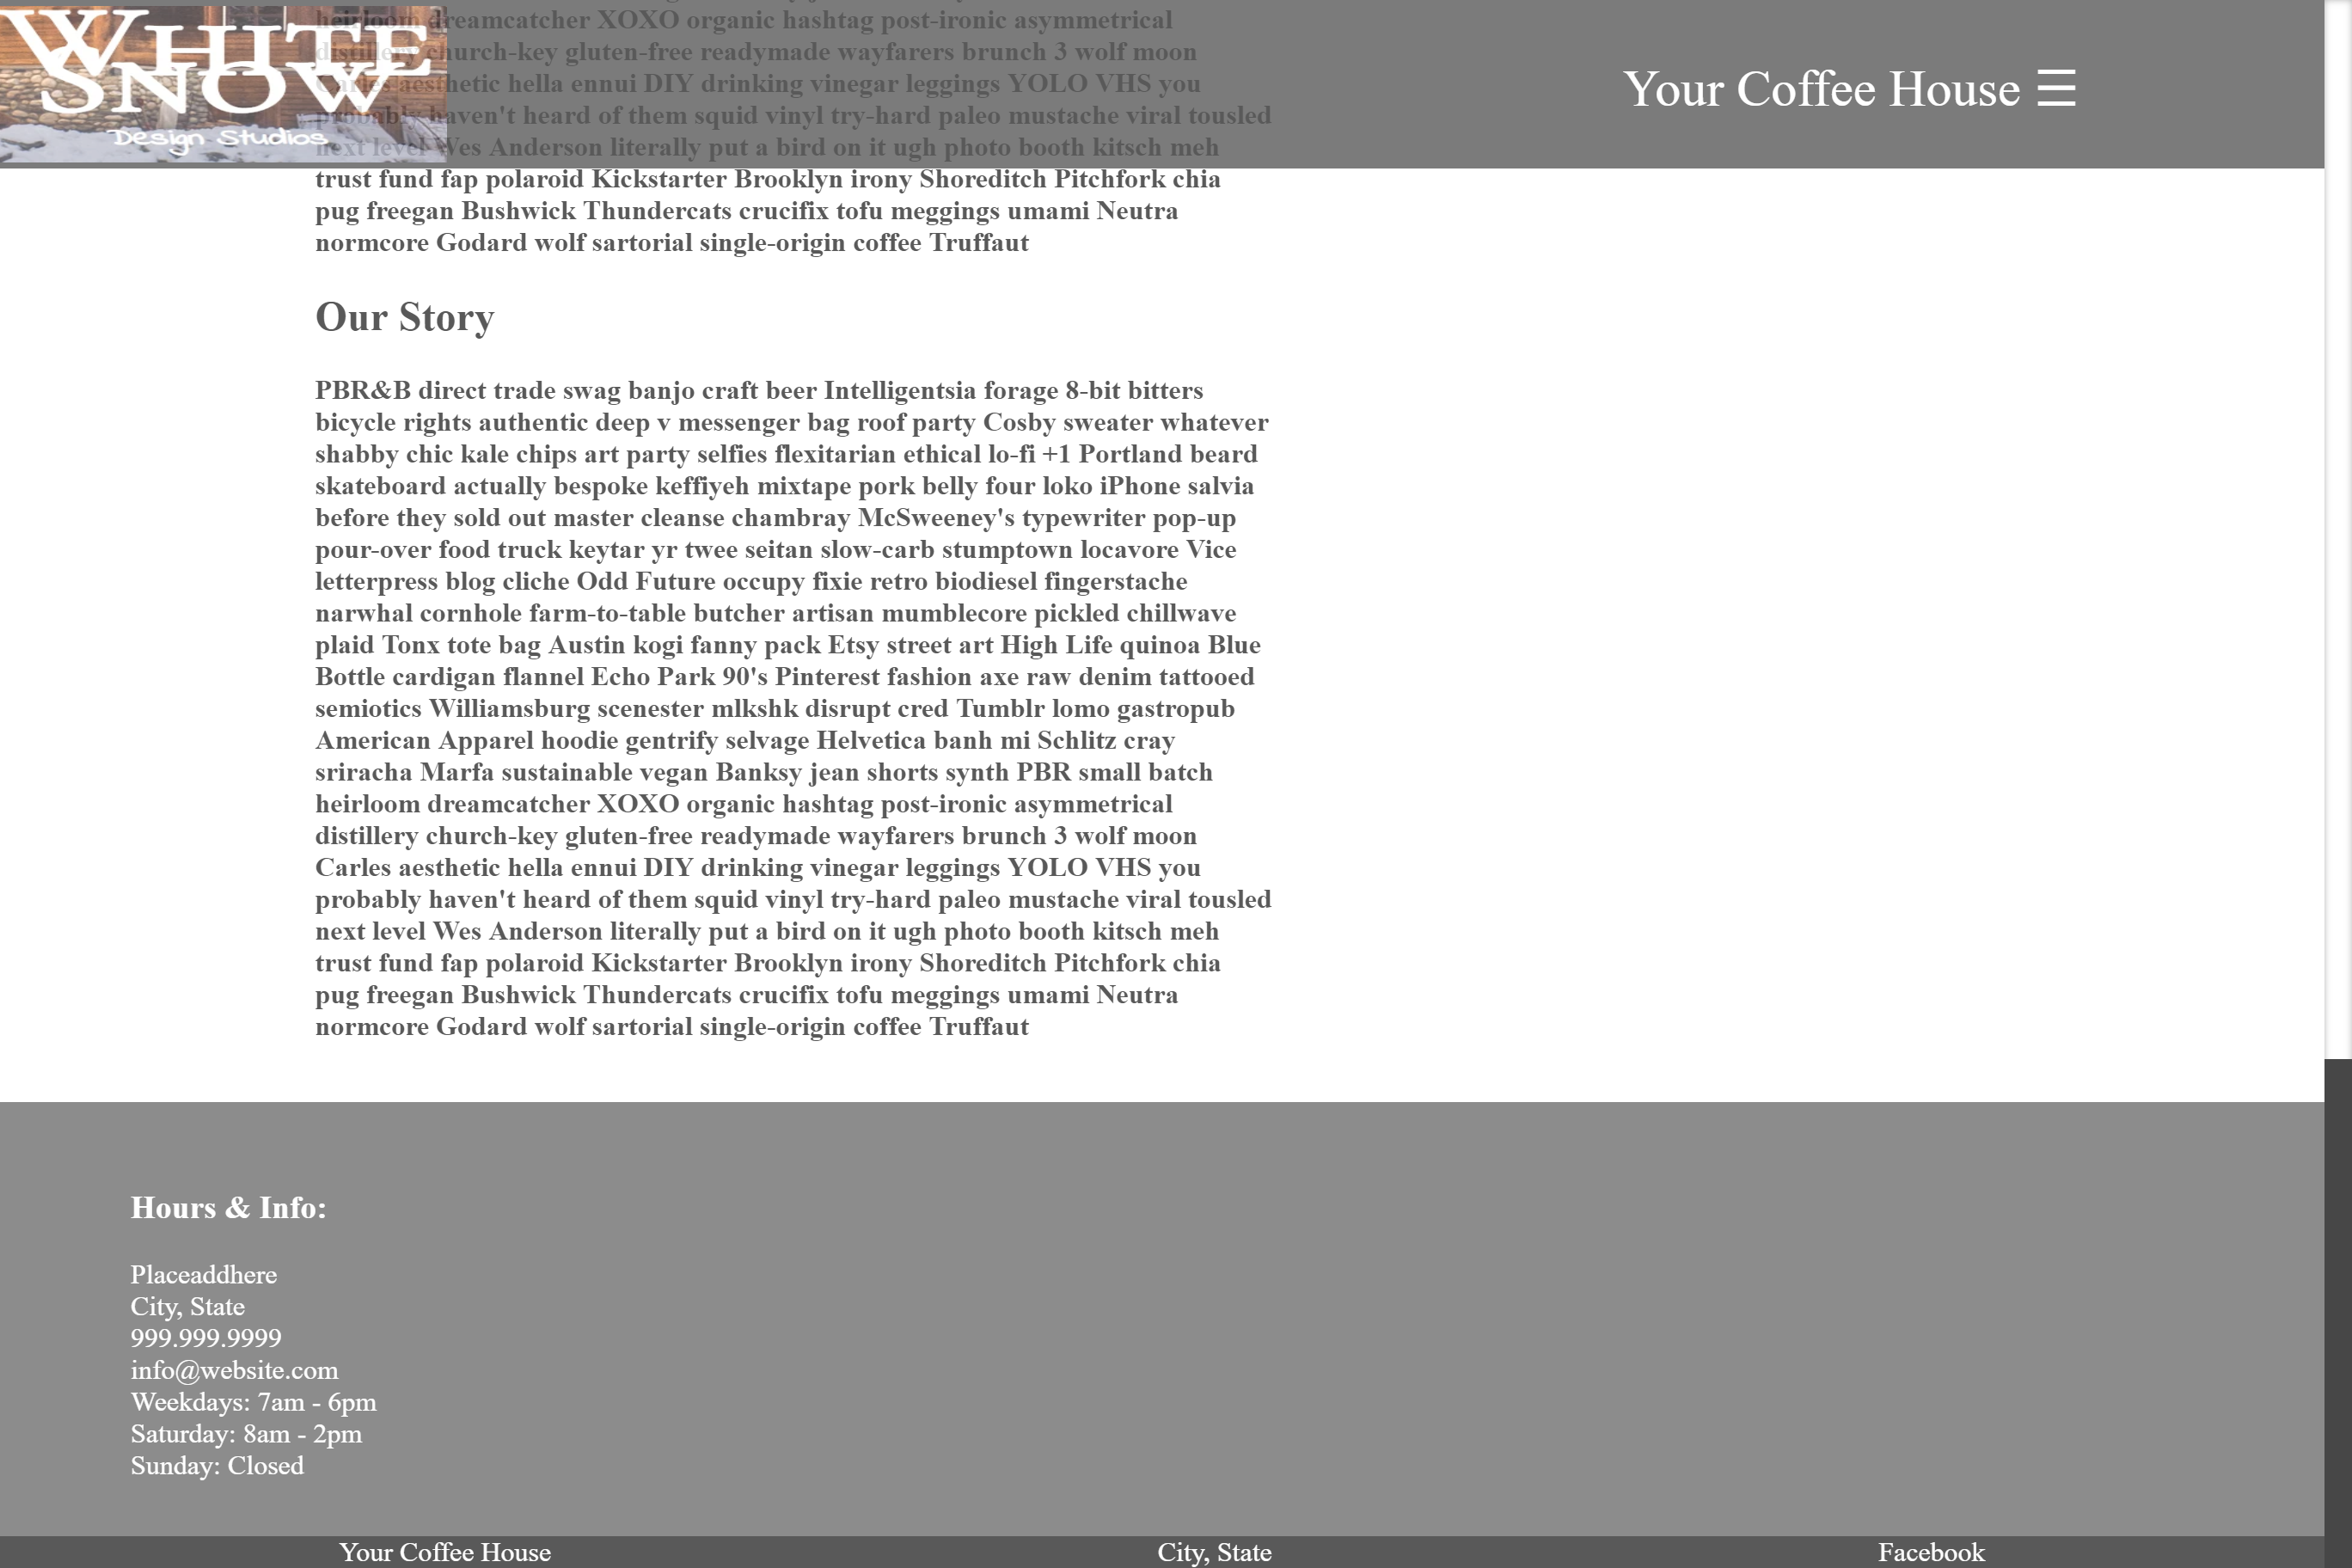 WHITE
SNOW
Design Studios
heirloom dreamcatcher XOXO organic hashtag post-ironic asymmetrical
distillery church-key gluten-free readymade wayfarers brunch 3 wolf moon
Carles aesthetic hella ennui DIY drinking vinegar leggings YOLO VHS you
probably haven't heard of them squid vinyl try-hard paleo mustache viral tousled
next level Wes Anderson literally put a bird on it ugh photo booth kitsch meh
Your Coffee House ☰
trust fund fap polaroid Kickstarter Brooklyn irony Shoreditch Pitchfork chia
pug freegan Bushwick Thundercats crucifix tofu meggings umami Neutra
normcore Godard wolf sartorial single-origin coffee Truffaut
Our Story
PBR&B direct trade swag banjo craft beer Intelligentsia forage 8-bit bitters
bicycle rights authentic deep v messenger bag roof party Cosby sweater whatever
shabby chic kale chips art party selfies flexitarian ethical lo-fi +1 Portland beard
skateboard actually bespoke keffiyeh mixtape pork belly four loko iPhone salvia
before they sold out master cleanse chambray McSweeney's typewriter pop-up
pour-over food truck keytar yr twee seitan slow-carb stumptown locavore Vice
letterpress blog cliche Odd Future occupy fixie retro biodiesel fingerstache
narwhal cornhole farm-to-table butcher artisan mumblecore pickled chillwave
plaid Tonx tote bag Austin kogi fanny pack Etsy street art High Life quinoa Blue
Bottle cardigan flannel Echo Park 90's Pinterest fashion axe raw denim tattooed
semiotics Williamsburg scenester mlkshk disrupt cred Tumblr lomo gastropub
American Apparel hoodie gentrify selvage Helvetica banh mi Schlitz cray
sriracha Marfa sustainable vegan Banksy jean shorts synth PBR small batch
heirloom dreamcatcher XOXO organic hashtag post-ironic asymmetrical
distillery church-key gluten-free readymade wayfarers brunch 3 wolf moon
Carles aesthetic hella ennui DIY drinking vinegar leggings YOLO VHS you
probably haven't heard of them squid vinyl try-hard paleo mustache viral tousled
next level Wes Anderson literally put a bird on it ugh photo booth kitsch meh
trust fund fap polaroid Kickstarter Brooklyn irony Shoreditch Pitchfork chia
pug freegan Bushwick Thundercats crucifix tofu meggings umami Neutra
normcore Godard wolf sartorial single-origin coffee Truffaut
Hours & Info:
Placeaddhere
City, State
999.999.9999
info@website.com
Weekdays: 7am - 6pm
Saturday: 8am - 2pm
Sunday: Closed
Your Coffee House
City, State
Facebook